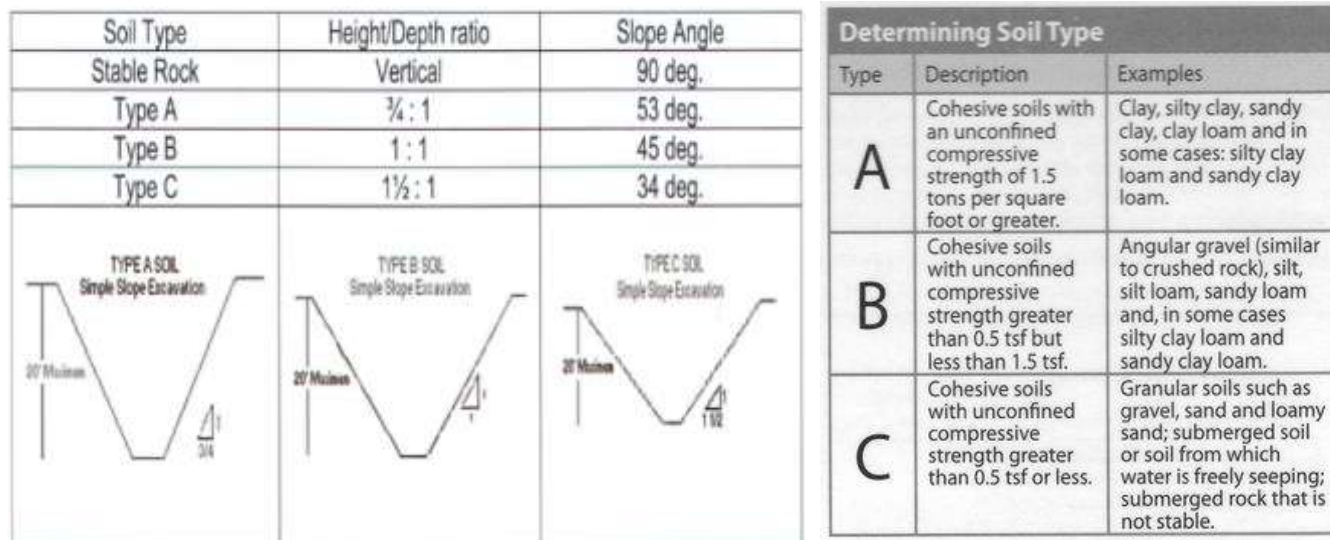 Soil Type Height/Depth ratio Slope Angle
Stable Rock Vertical 90 deg.
Type A ¾ : 1 53 deg.
Type B 1 : 1 45 deg.
Type C 1½ : 1 34 deg.
TYPE A SOIL
Simple Slope Excavation
20' Maximum
1
3/4
TYPE B SOIL
Simple Slope Excavation
20' Maximum
1
1
TYPE C SOIL
Simple Slope Excavation
20' Maximum
1
1 1/2
Determining Soil Type
Type Description Examples
A
Cohesive soils with
an unconfined
compressive
strength of 1.5
tons per square
foot or greater.
Clay, silty clay, sandy
clay, clay loam and in
some cases: silty clay
loam and sandy clay
loam.
B
Cohesive soils
with unconfined
compressive
strength greater
than 0.5 tsf but
less than 1.5 tsf.
Angular gravel (similar
to crushed rock), silt,
silt loam, sandy loam
and, in some cases
silty clay loam and
sandy clay loam.
C
Cohesive soils
with unconfined
compressive
strength greater
than 0.5 tsf or less.
Granular soils such as
gravel, sand and loamy
sand; submerged soil
or soil from which
water is freely seeping;
submerged rock that is
not stable.